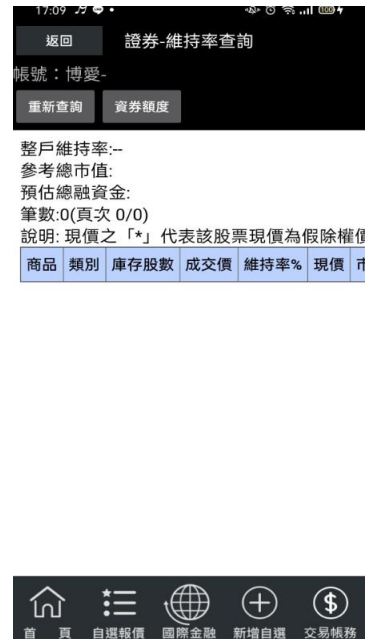 17:09
返回 證券-維持率查詢
帳號：博愛-
重新查詢 資券額度
整戶維持率:--
參考總市值:
預估總融資金:
筆數:0(頁次 0/0)
說明: 現價之「*」代表該股票現價為假除權
商品 類別 庫存股數 成交價 維持率% 現價
首 頁 自選報價 國際金融 新增自選 交易帳務